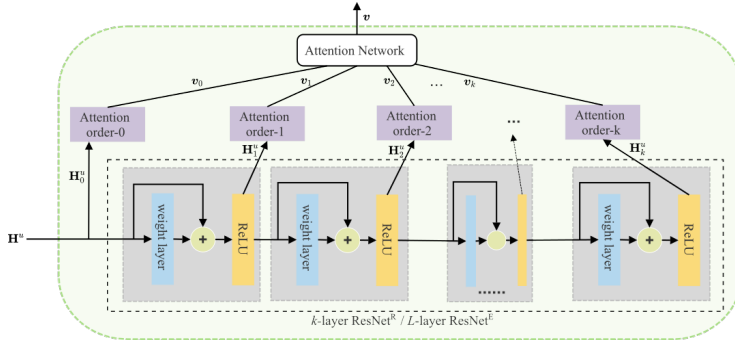 v
Attention Network
v₀
v₁
v₂
...
vₖ
Attention
order-0
Attention
order-1
Attention
order-2
...
Attention
order-k
H₀ᵘ
H₁ᵘ
H₂ᵘ
Hₖᵘ
Hᵘ
weight layer
+
ReLU
weight layer
+
ReLU
......
weight layer
+
ReLU
k-layer ResNetᴿ / L-layer ResNetᴱ